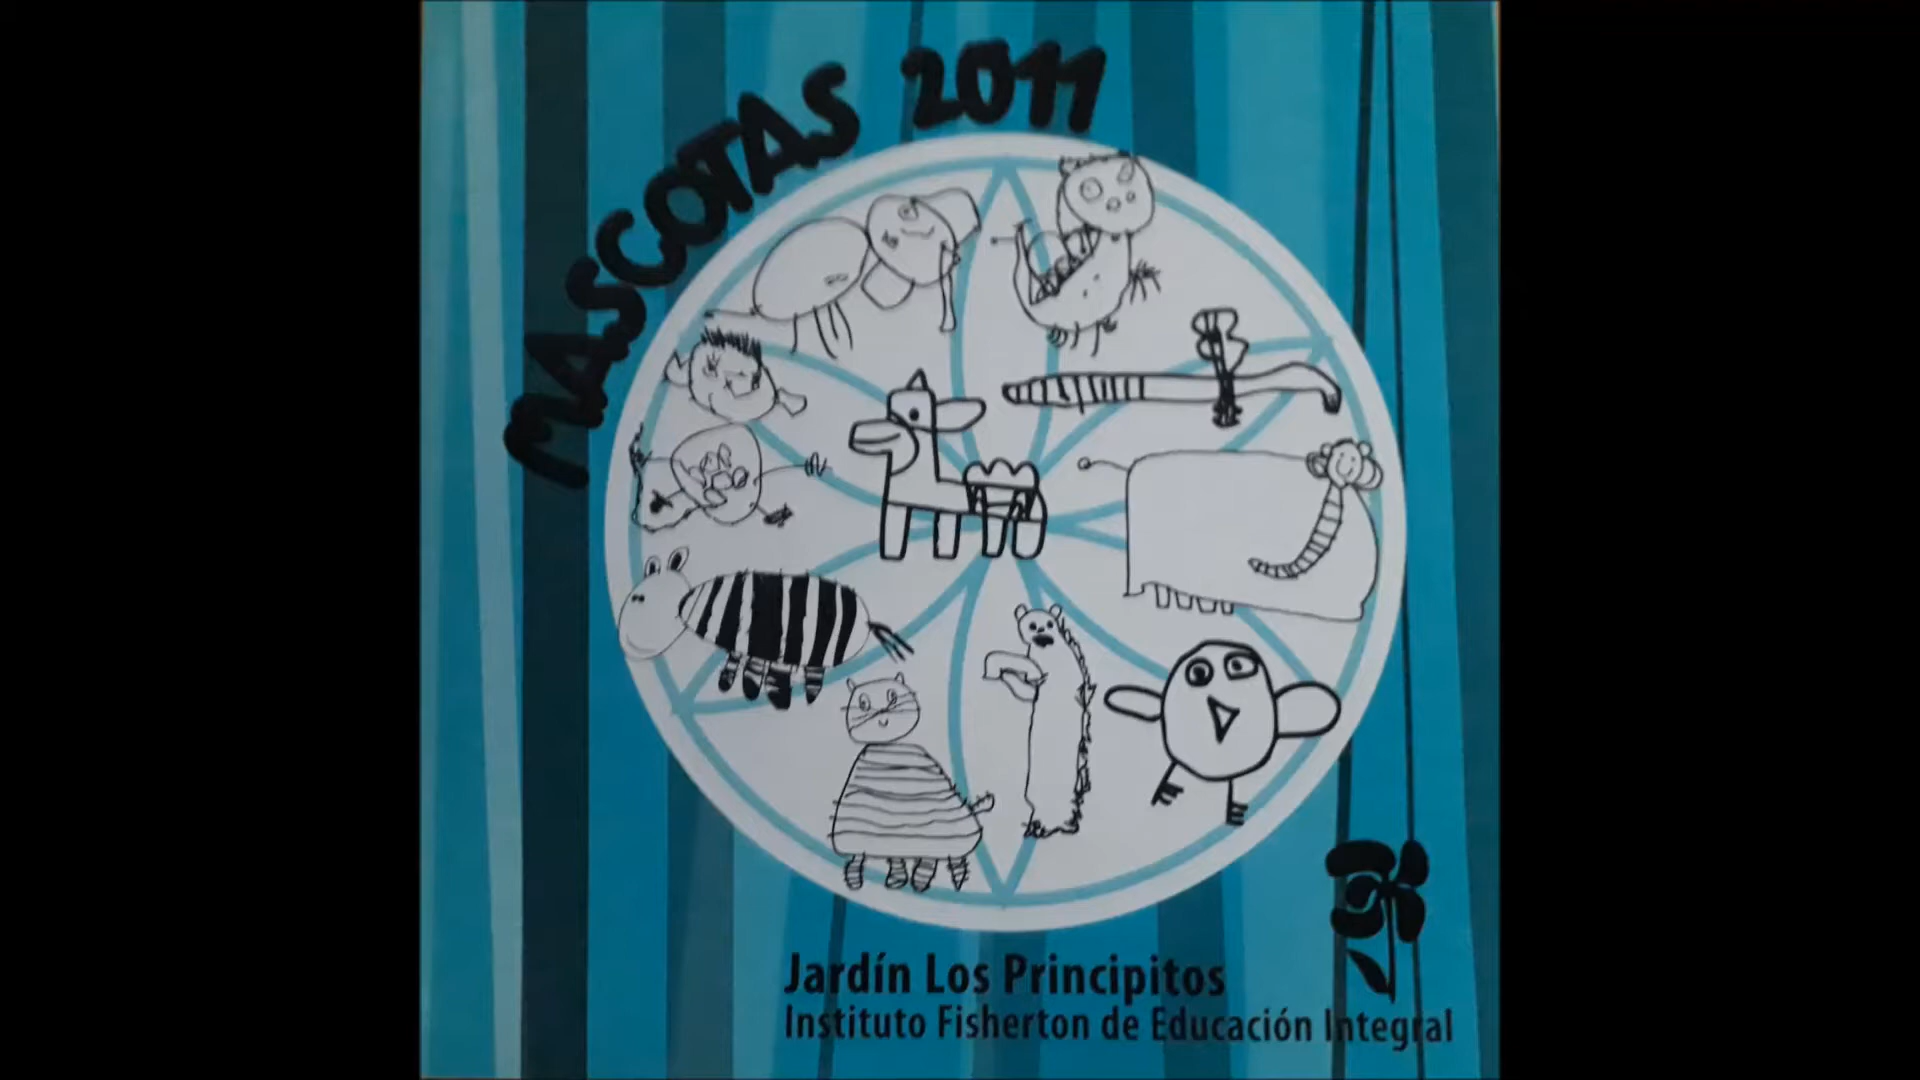 MASCOTAS 2011
Jardín Los Principitos
Instituto Fisherton de Educación Integral